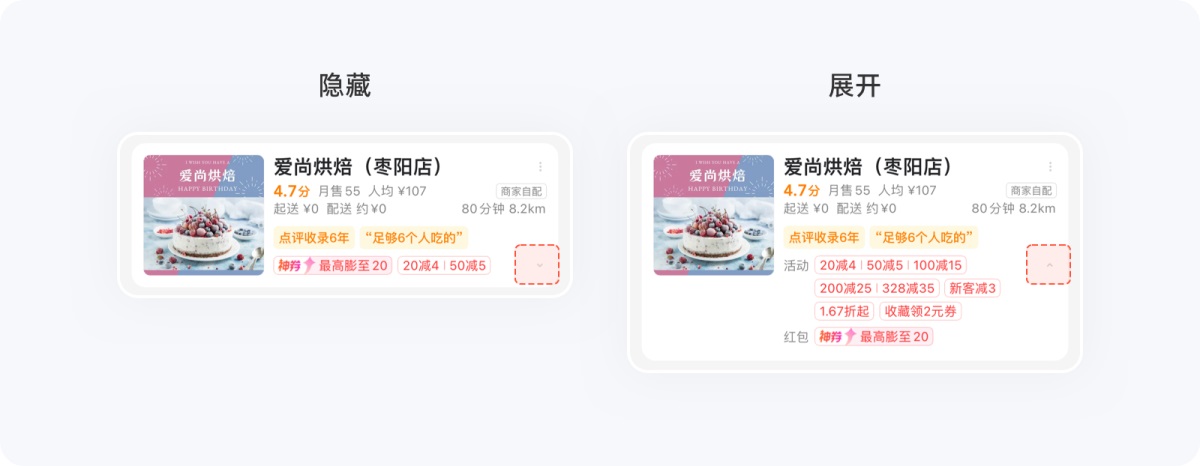 隐藏
I WISH YOU HAVE A
爱尚烘焙
HAPPY BIRTHDAY
爱尚烘焙（枣阳店）
4.7分 月售55 人均 ¥107
商家自配
起送 ¥0 配送 约¥0
80分钟 8.2km
点评收录6年 “足够6个人吃的”
神券 最高膨至20 20减4 | 50减5
展开
I WISH YOU HAVE A
爱尚烘焙
HAPPY BIRTHDAY
爱尚烘焙（枣阳店）
4.7分 月售55 人均 ¥107
商家自配
起送 ¥0 配送 约¥0
80分钟 8.2km
点评收录6年 “足够6个人吃的”
活动 20减4 | 50减5 | 100减15
200减25 | 328减35 新客减3
1.67折起 收藏领2元券
红包 神券 最高膨至20